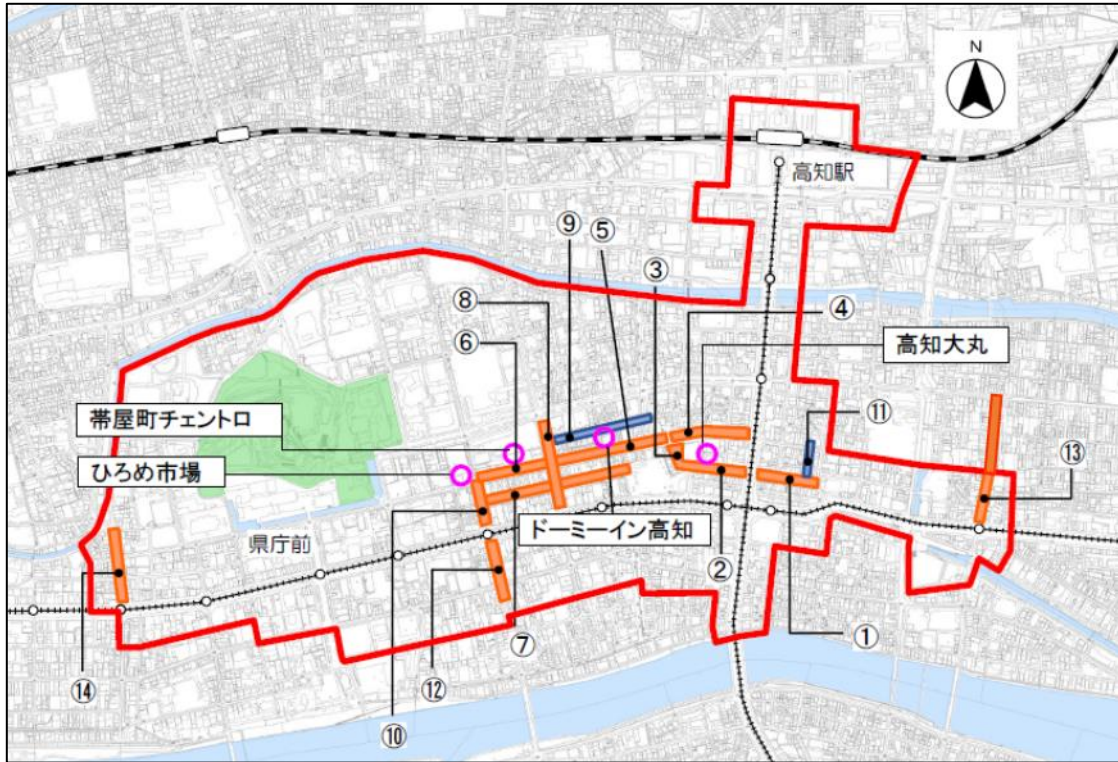 N
高知駅
⑨
⑤
③
⑧
④
⑥
高知大丸
帯屋町チェントロ
⑪
ひろめ市場
⑬
ドーミーイン高知
県庁前
②
⑦
①
⑭
⑫
⑩